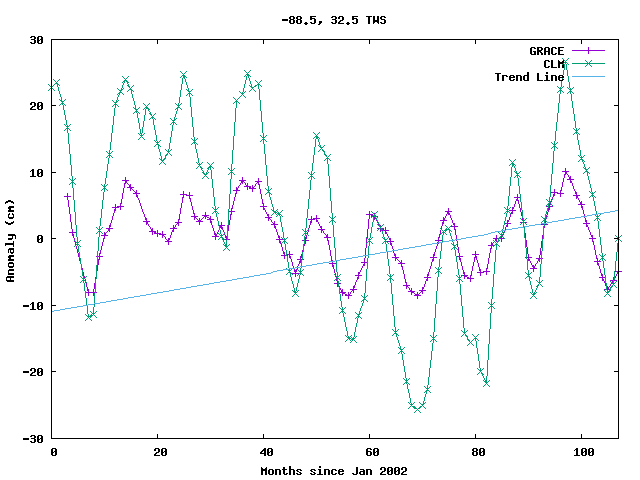 -88.5, 32.5 TWS
30
20
10
0
-10
-20
-30
Anomaly (cm)
GRACE
CLM
Trend Line
0 20 40 60 80 100
Months since Jan 2002